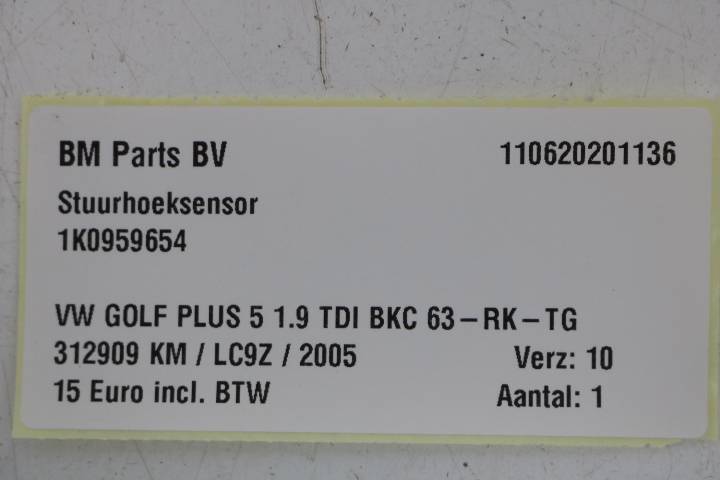 BM Parts BV 110620201136
Stuurhoeksensor
1K0959654
VW GOLF PLUS 5 1.9 TDI BKC 63-RK-TG
312909 KM / LC9Z / 2005 Verz: 10
15 Euro incl. BTW Aantal: 1